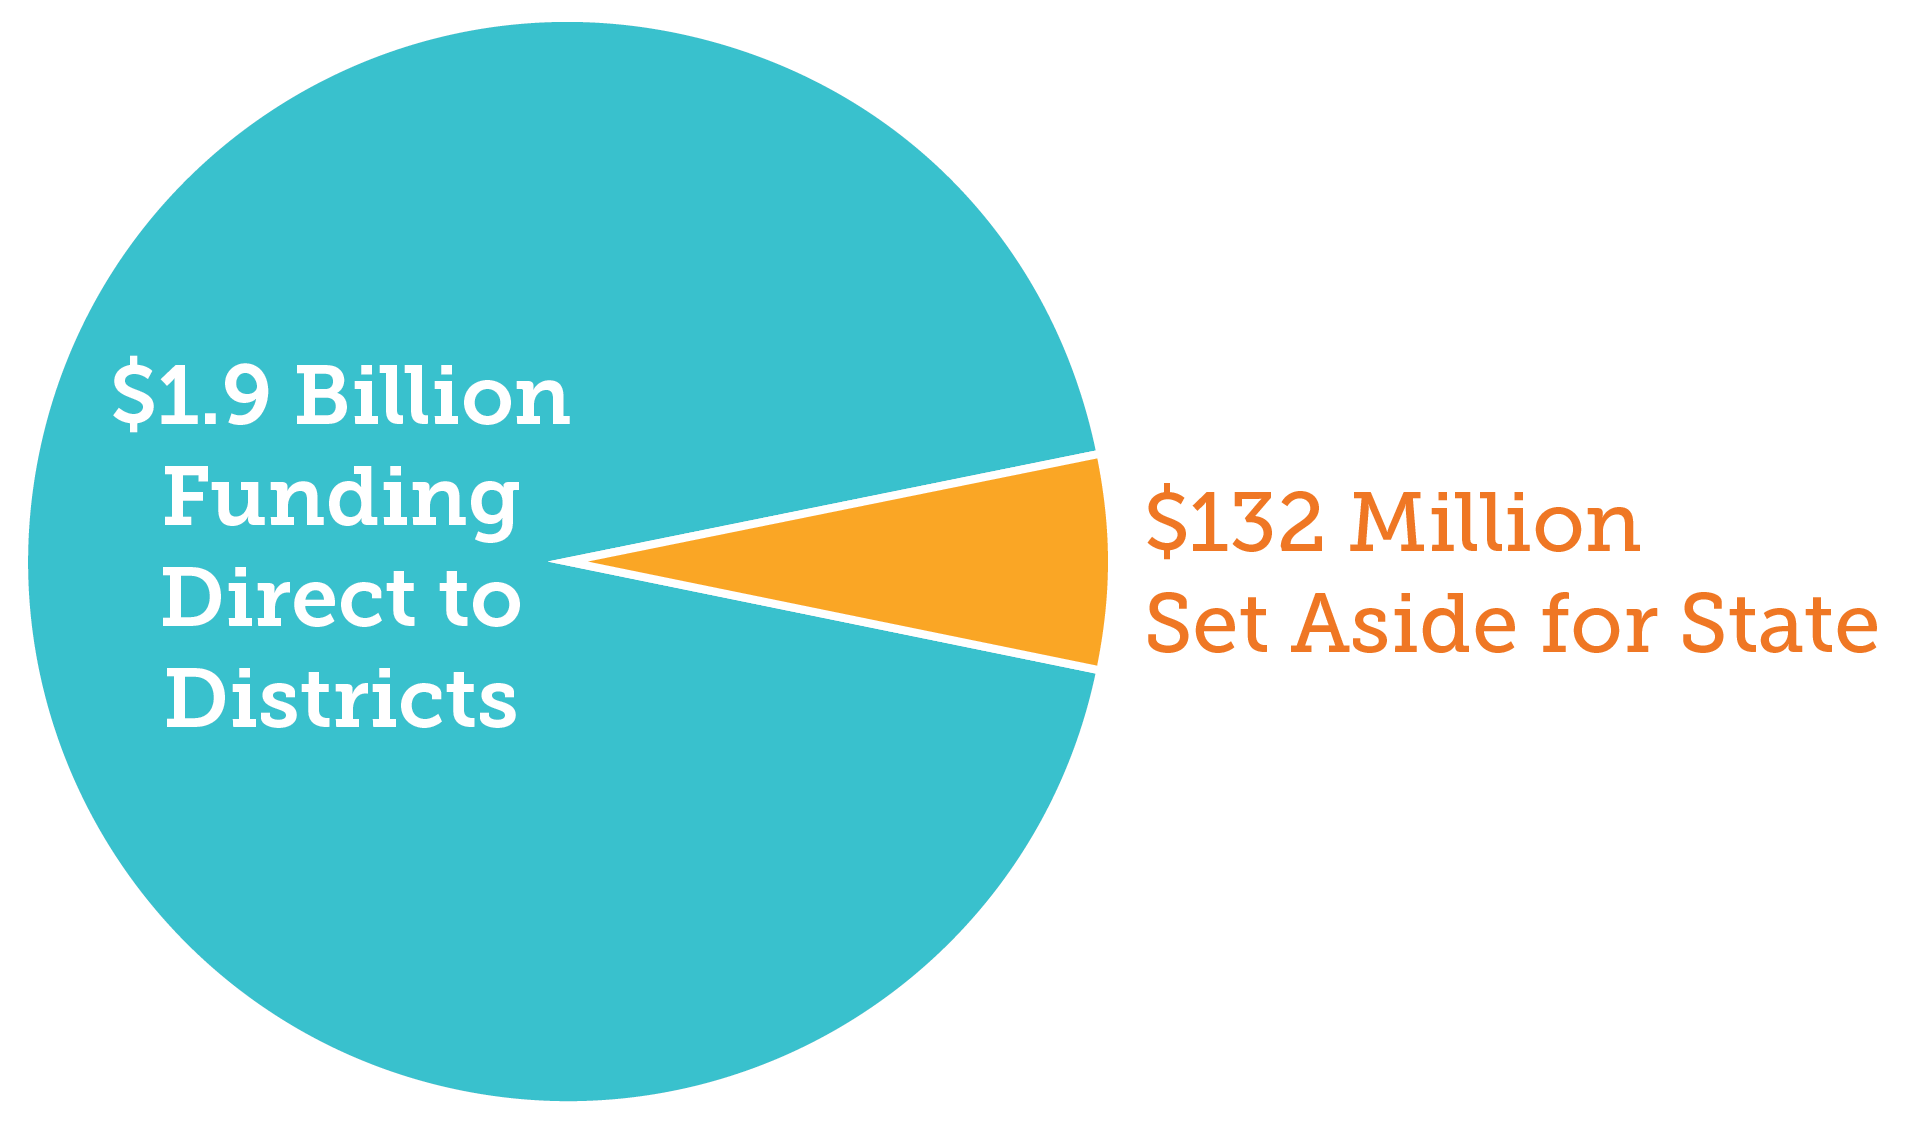 $1.9 Billion
Funding
Direct to
Districts
$132 Million
Set Aside for State